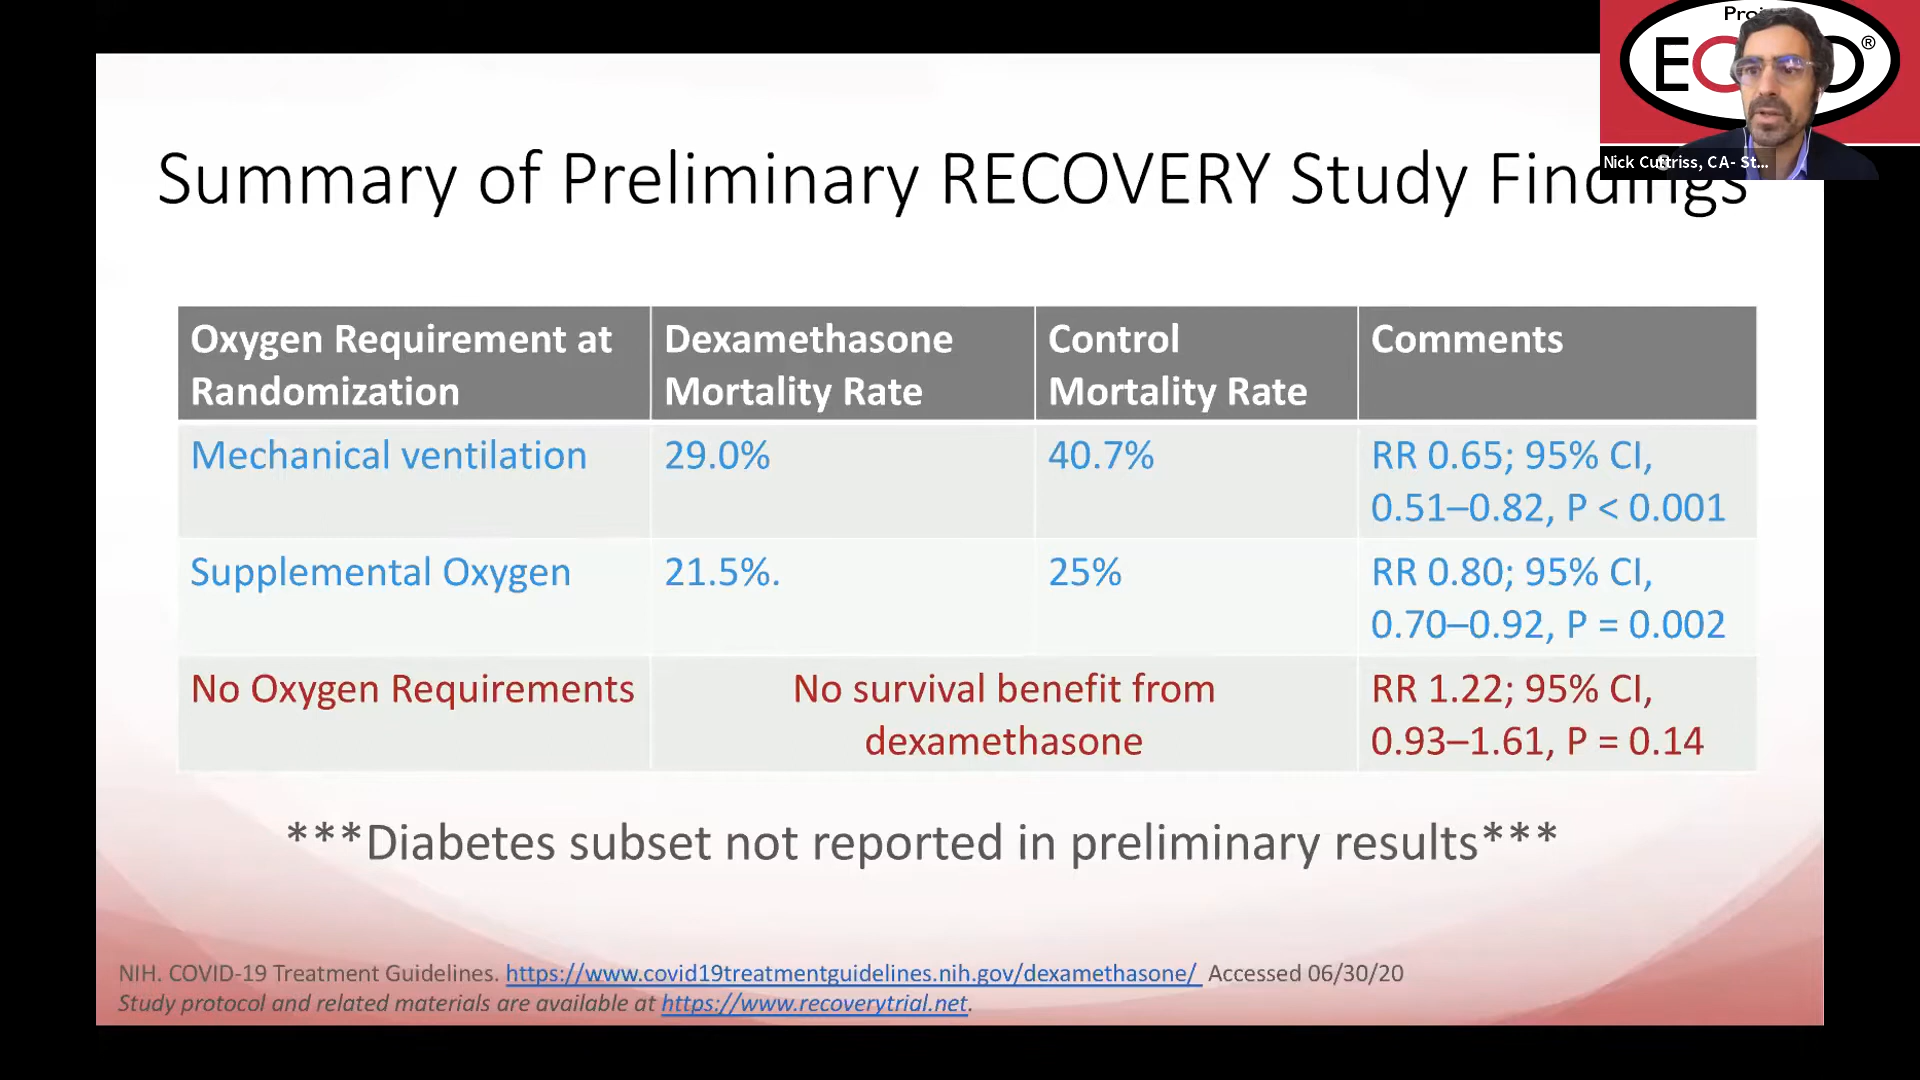 Proj
E
®
Nick Cuttriss, CA- St...
Summary of Preliminary RECOVERY Study Findings
Oxygen Requirement at
Randomization
Dexamethasone
Mortality Rate
Control
Mortality Rate
Comments
Mechanical ventilation
29.0%
40.7%
RR 0.65; 95% CI,
0.51–0.82, P < 0.001
Supplemental Oxygen
21.5%.
25%
RR 0.80; 95% CI,
0.70–0.92, P = 0.002
No Oxygen Requirements
No survival benefit from
dexamethasone
RR 1.22; 95% CI,
0.93–1.61, P = 0.14
***Diabetes subset not reported in preliminary results***
NIH. COVID-19 Treatment Guidelines. https://www.covid19treatmentguidelines.nih.gov/dexamethasone/ Accessed 06/30/20
Study protocol and related materials are available at https://www.recoverytrial.net.